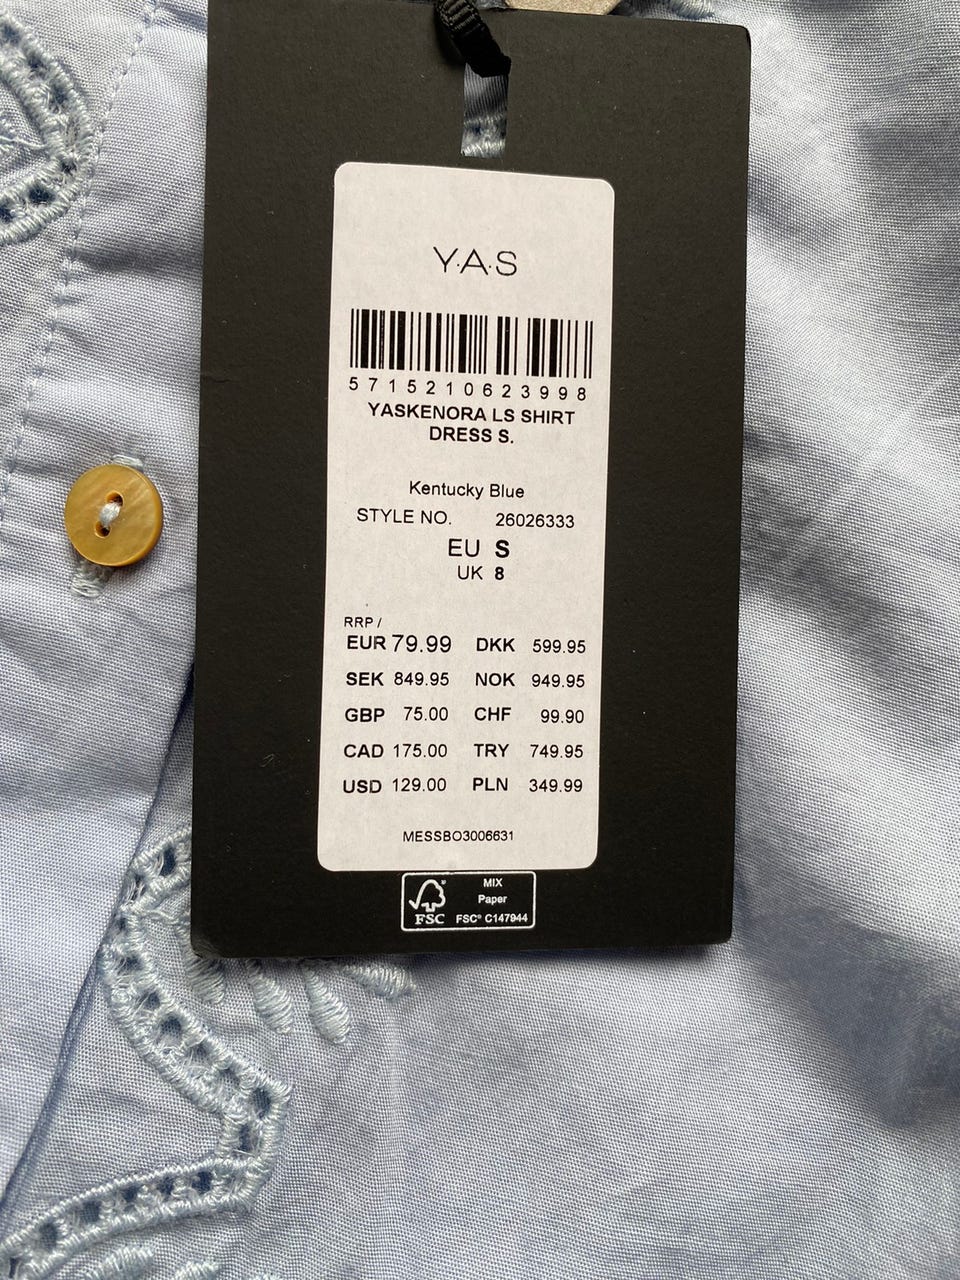 Y.A.S
5715210623998
YASKENORA LS SHIRT
DRESS S.
Kentucky Blue
STYLE NO. 26026333
EU S
UK 8
RRP /
EUR 79.99 DKK 599.95
SEK 849.95 NOK 949.95
GBP 75.00 CHF 99.90
CAD 175.00 TRY 749.95
USD 129.00 PLN 349.99
MESSBO3006631
MIX
Paper
FSC® FSC® C147944